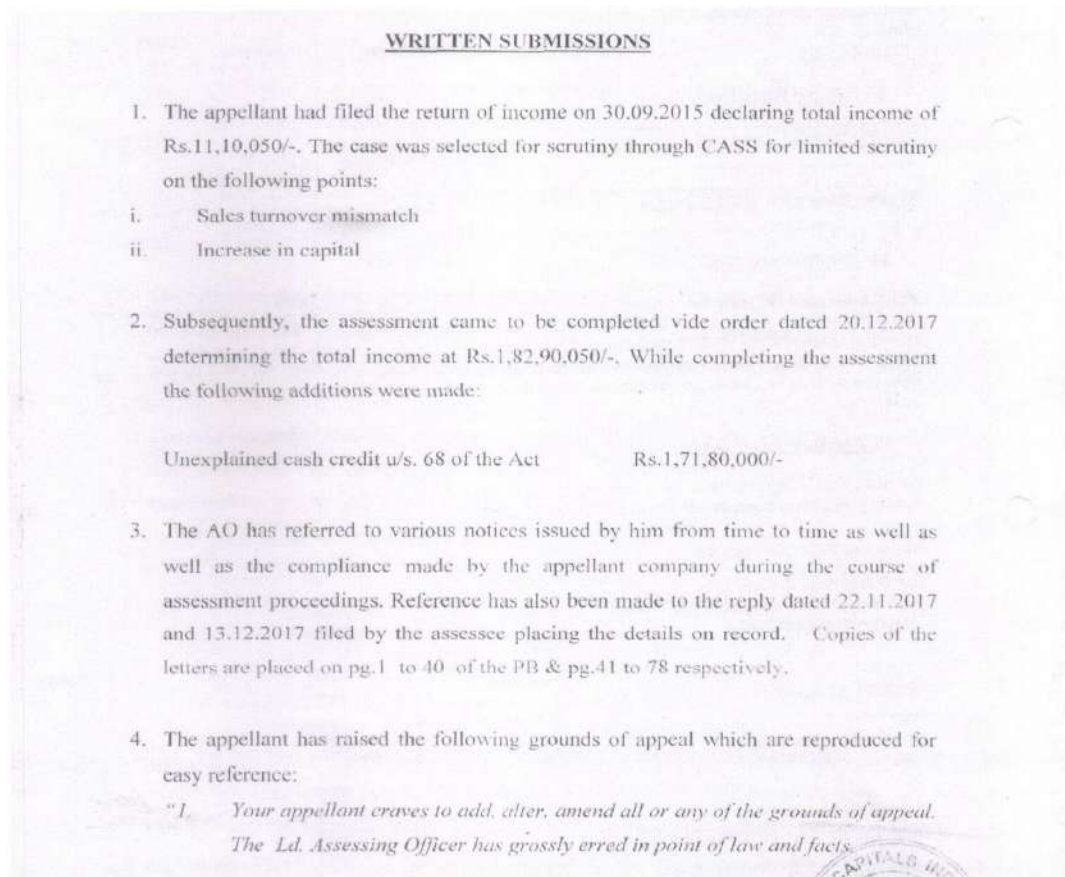 WRITTEN SUBMISSIONS
1. The appellant had filed the return of income on 30.09.2015 declaring total income of
Rs.11,10,050/-. The case was selected for scrutiny through CASS for limited scrutiny
on the following points:
i. Sales turnover mismatch
ii. Increase in capital
2. Subsequently, the assessment came to be completed vide order dated 20.12.2017
determining the total income at Rs.1,82,90,050/-. While completing the assessment
the following additions were made:
Unexplained cash credit u/s. 68 of the Act Rs.1,71,80,000/-
3. The AO has referred to various notices issued by him from time to time as well as
well as the compliance made by the appellant company during the course of
assessment proceedings. Reference has also been made to the reply dated 22.11.2017
and 13.12.2017 filed by the assessee placing the details on record. Copies of the
letters are placed on pg.1 to 40 of the PB & pg.41 to 78 respectively.
4. The appellant has raised the following grounds of appeal which are reproduced for
easy reference:
"1. Your appellant craves to add, alter, amend all or any of the grounds of appeal.
The Ld. Assessing Officer has grossly erred in point of law and facts.
CAPITALS